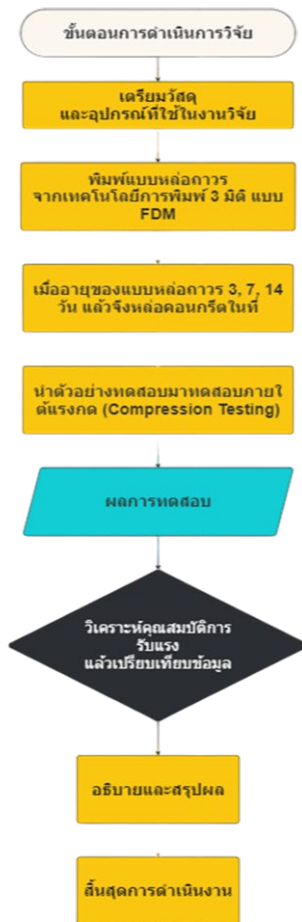 ขั้นตอนการดำเนินการวิจัย
เตรียมวัสดุ
และอุปกรณ์ที่ใช้ในงานวิจัย
พิมพ์แบบหล่อถาวร
จากเทคโนโลยีการพิมพ์ 3 มิติ แบบ
FDM
เมื่ออายุของแบบหล่อถาวร 3, 7, 14
วัน แล้วจึงหล่อคอนกรีตในที่
นำตัวอย่างทดสอบมาทดสอบภายใ
ต้แรงกด (Compression Testing)
ผลการทดสอบ
วิเคราะห์คุณสมบัติการ
รับแรง
แล้วเปรียบเทียบข้อมูล
อธิบายและสรุปผล
สิ้นสุดการดำเนินงาน